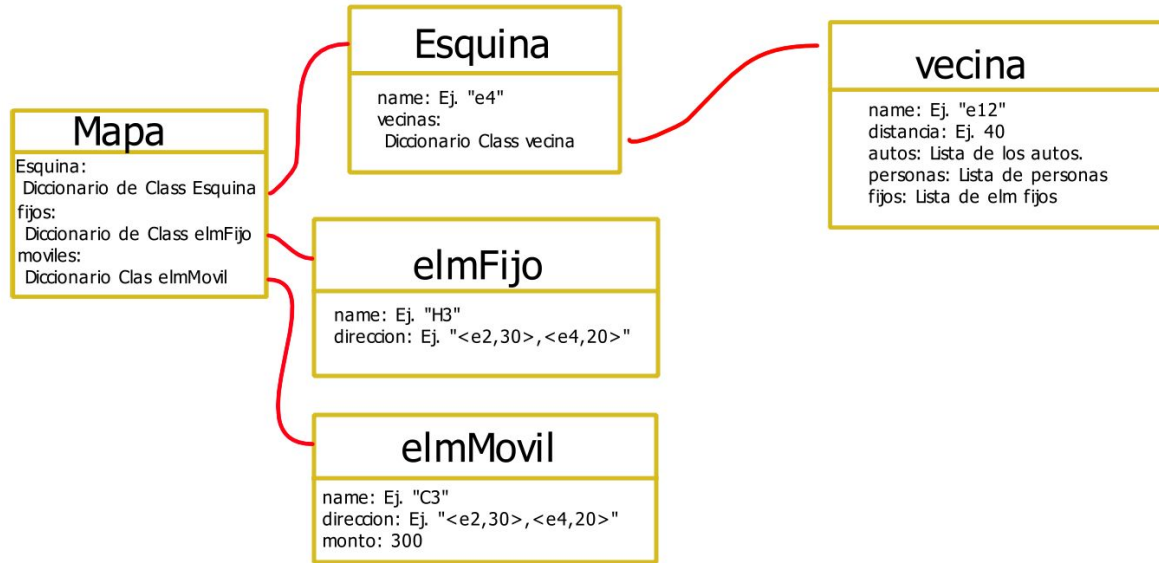 Mapa
Esquina:
Diccionario de Class Esquina
fijos:
Diccionario de Class elmFijo
moviles:
Diccionario Clas elmMovil
Esquina
name: Ej. "e4"
vecinas:
Diccionario Class vecina
vecina
name: Ej. "e12"
distancia: Ej. 40
autos: Lista de los autos.
personas: Lista de personas
fijos: Lista de elm fijos
elmFijo
name: Ej. "H3"
direccion: Ej. "<e2,30>,<e4,20>"
elmMovil
name: Ej. "C3"
direccion: Ej. "<e2,30>,<e4,20>"
monto: 300